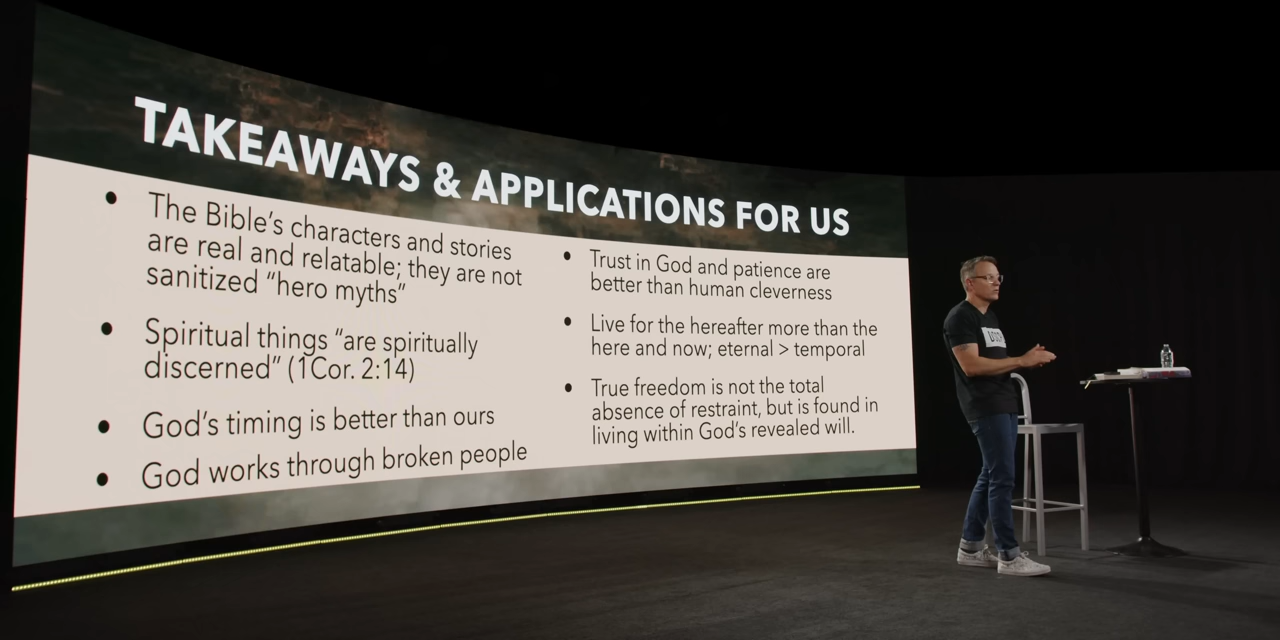 TAKEAWAYS & APPLICATIONS FOR US
• The Bible's characters and stories
are real and relatable; they are not
sanitized "hero myths"
• Spiritual things "are spiritually
discerned" (1Cor. 2:14)
• God's timing is better than ours
• God works through broken people
• Trust in God and patience are
better than human cleverness
• Live for the hereafter more than the
here and now; eternal > temporal
• True freedom is not the total
absence of restraint, but is found in
living within God's revealed will.